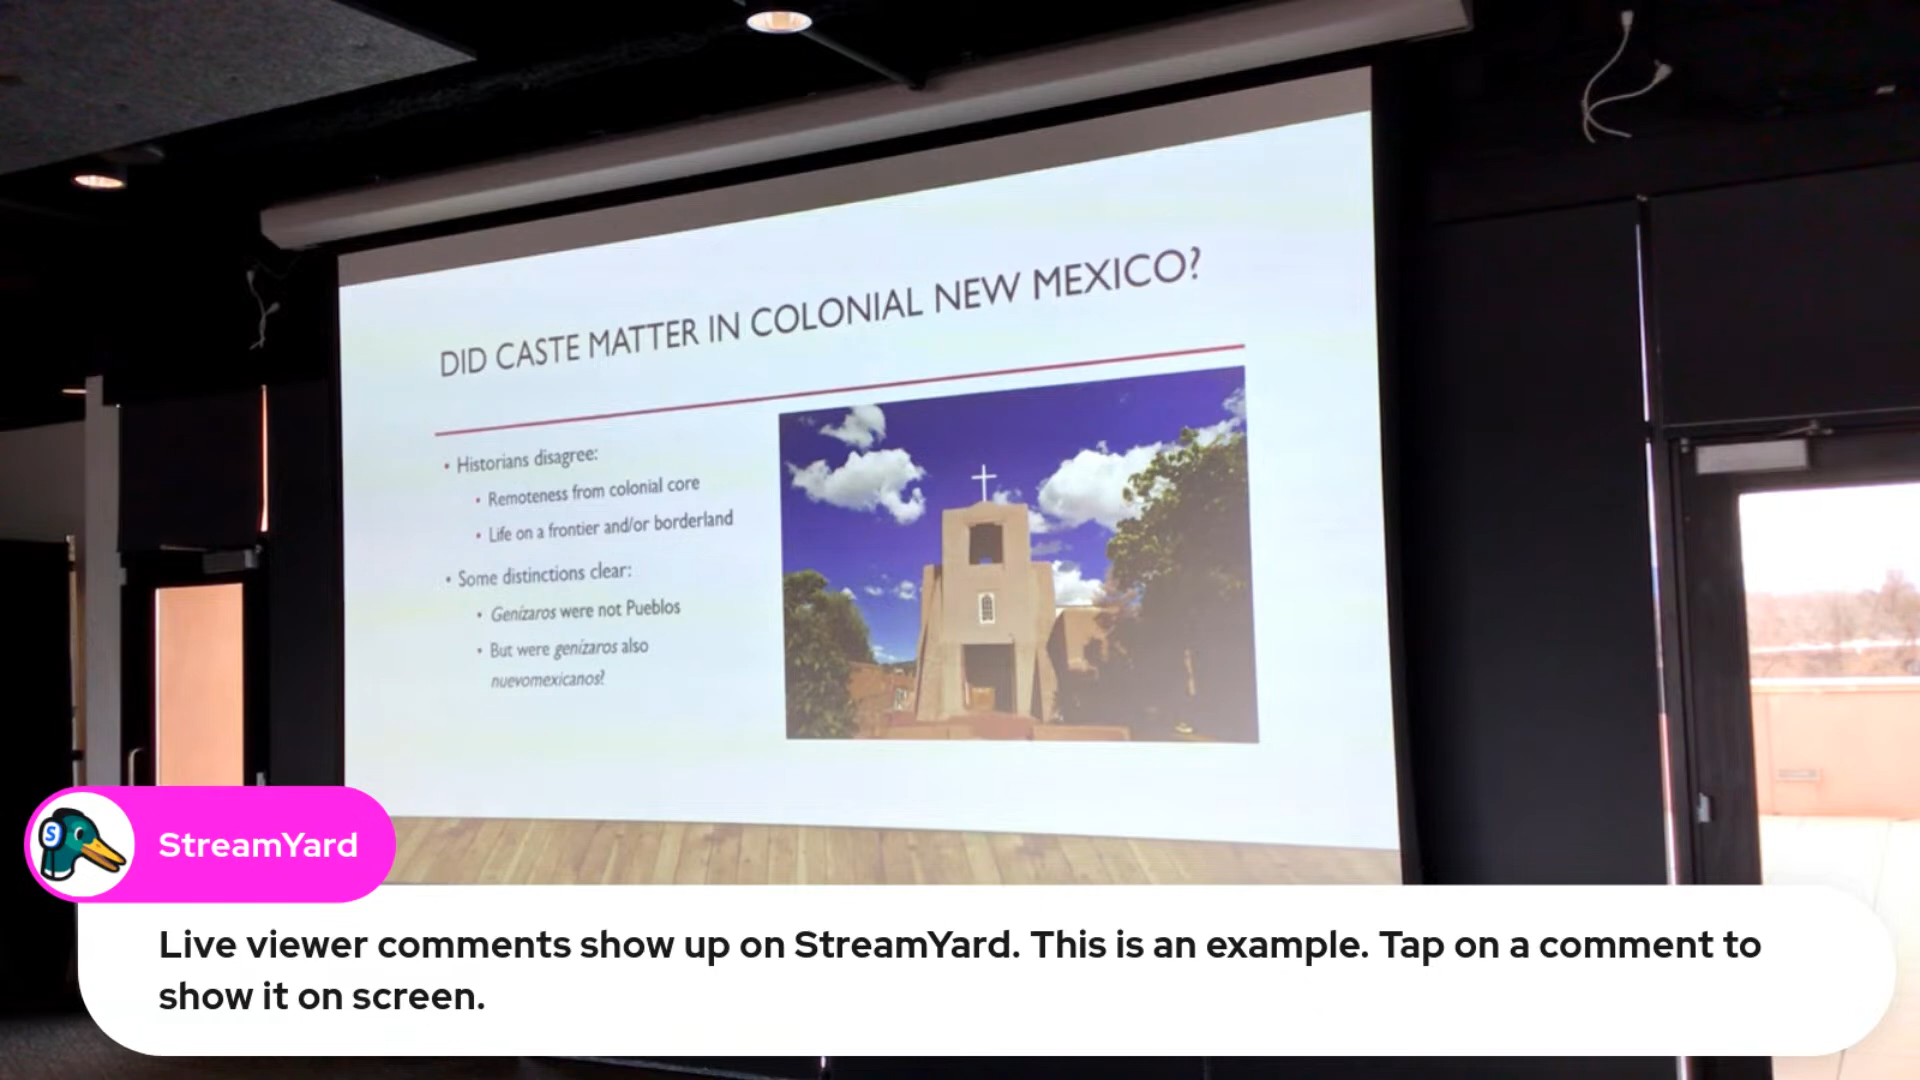 DID CASTE MATTER IN COLONIAL NEW MEXICO?
• Historians disagree:
• Remoteness from colonial core
• Life on a frontier and/or borderland
• Some distinctions clear:
• Genízaros were not Pueblos
• But were genízaros also
nuevomexicanos?
S
StreamYard
Live viewer comments show up on StreamYard. This is an example. Tap on a comment to
show it on screen.